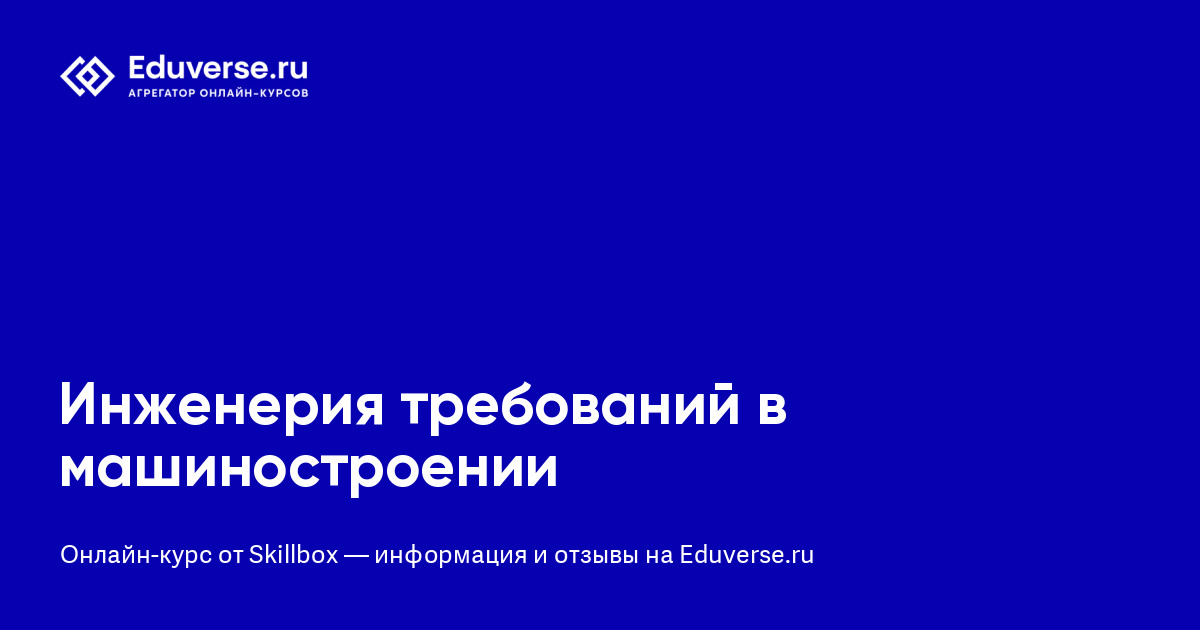 Eduverse.ru
АГРЕГАТОР ОНЛАЙН-КУРСОВ
Инженерия требований в
машиностроении
Онлайн-курс от Skillbox — информация и отзывы на Eduverse.ru